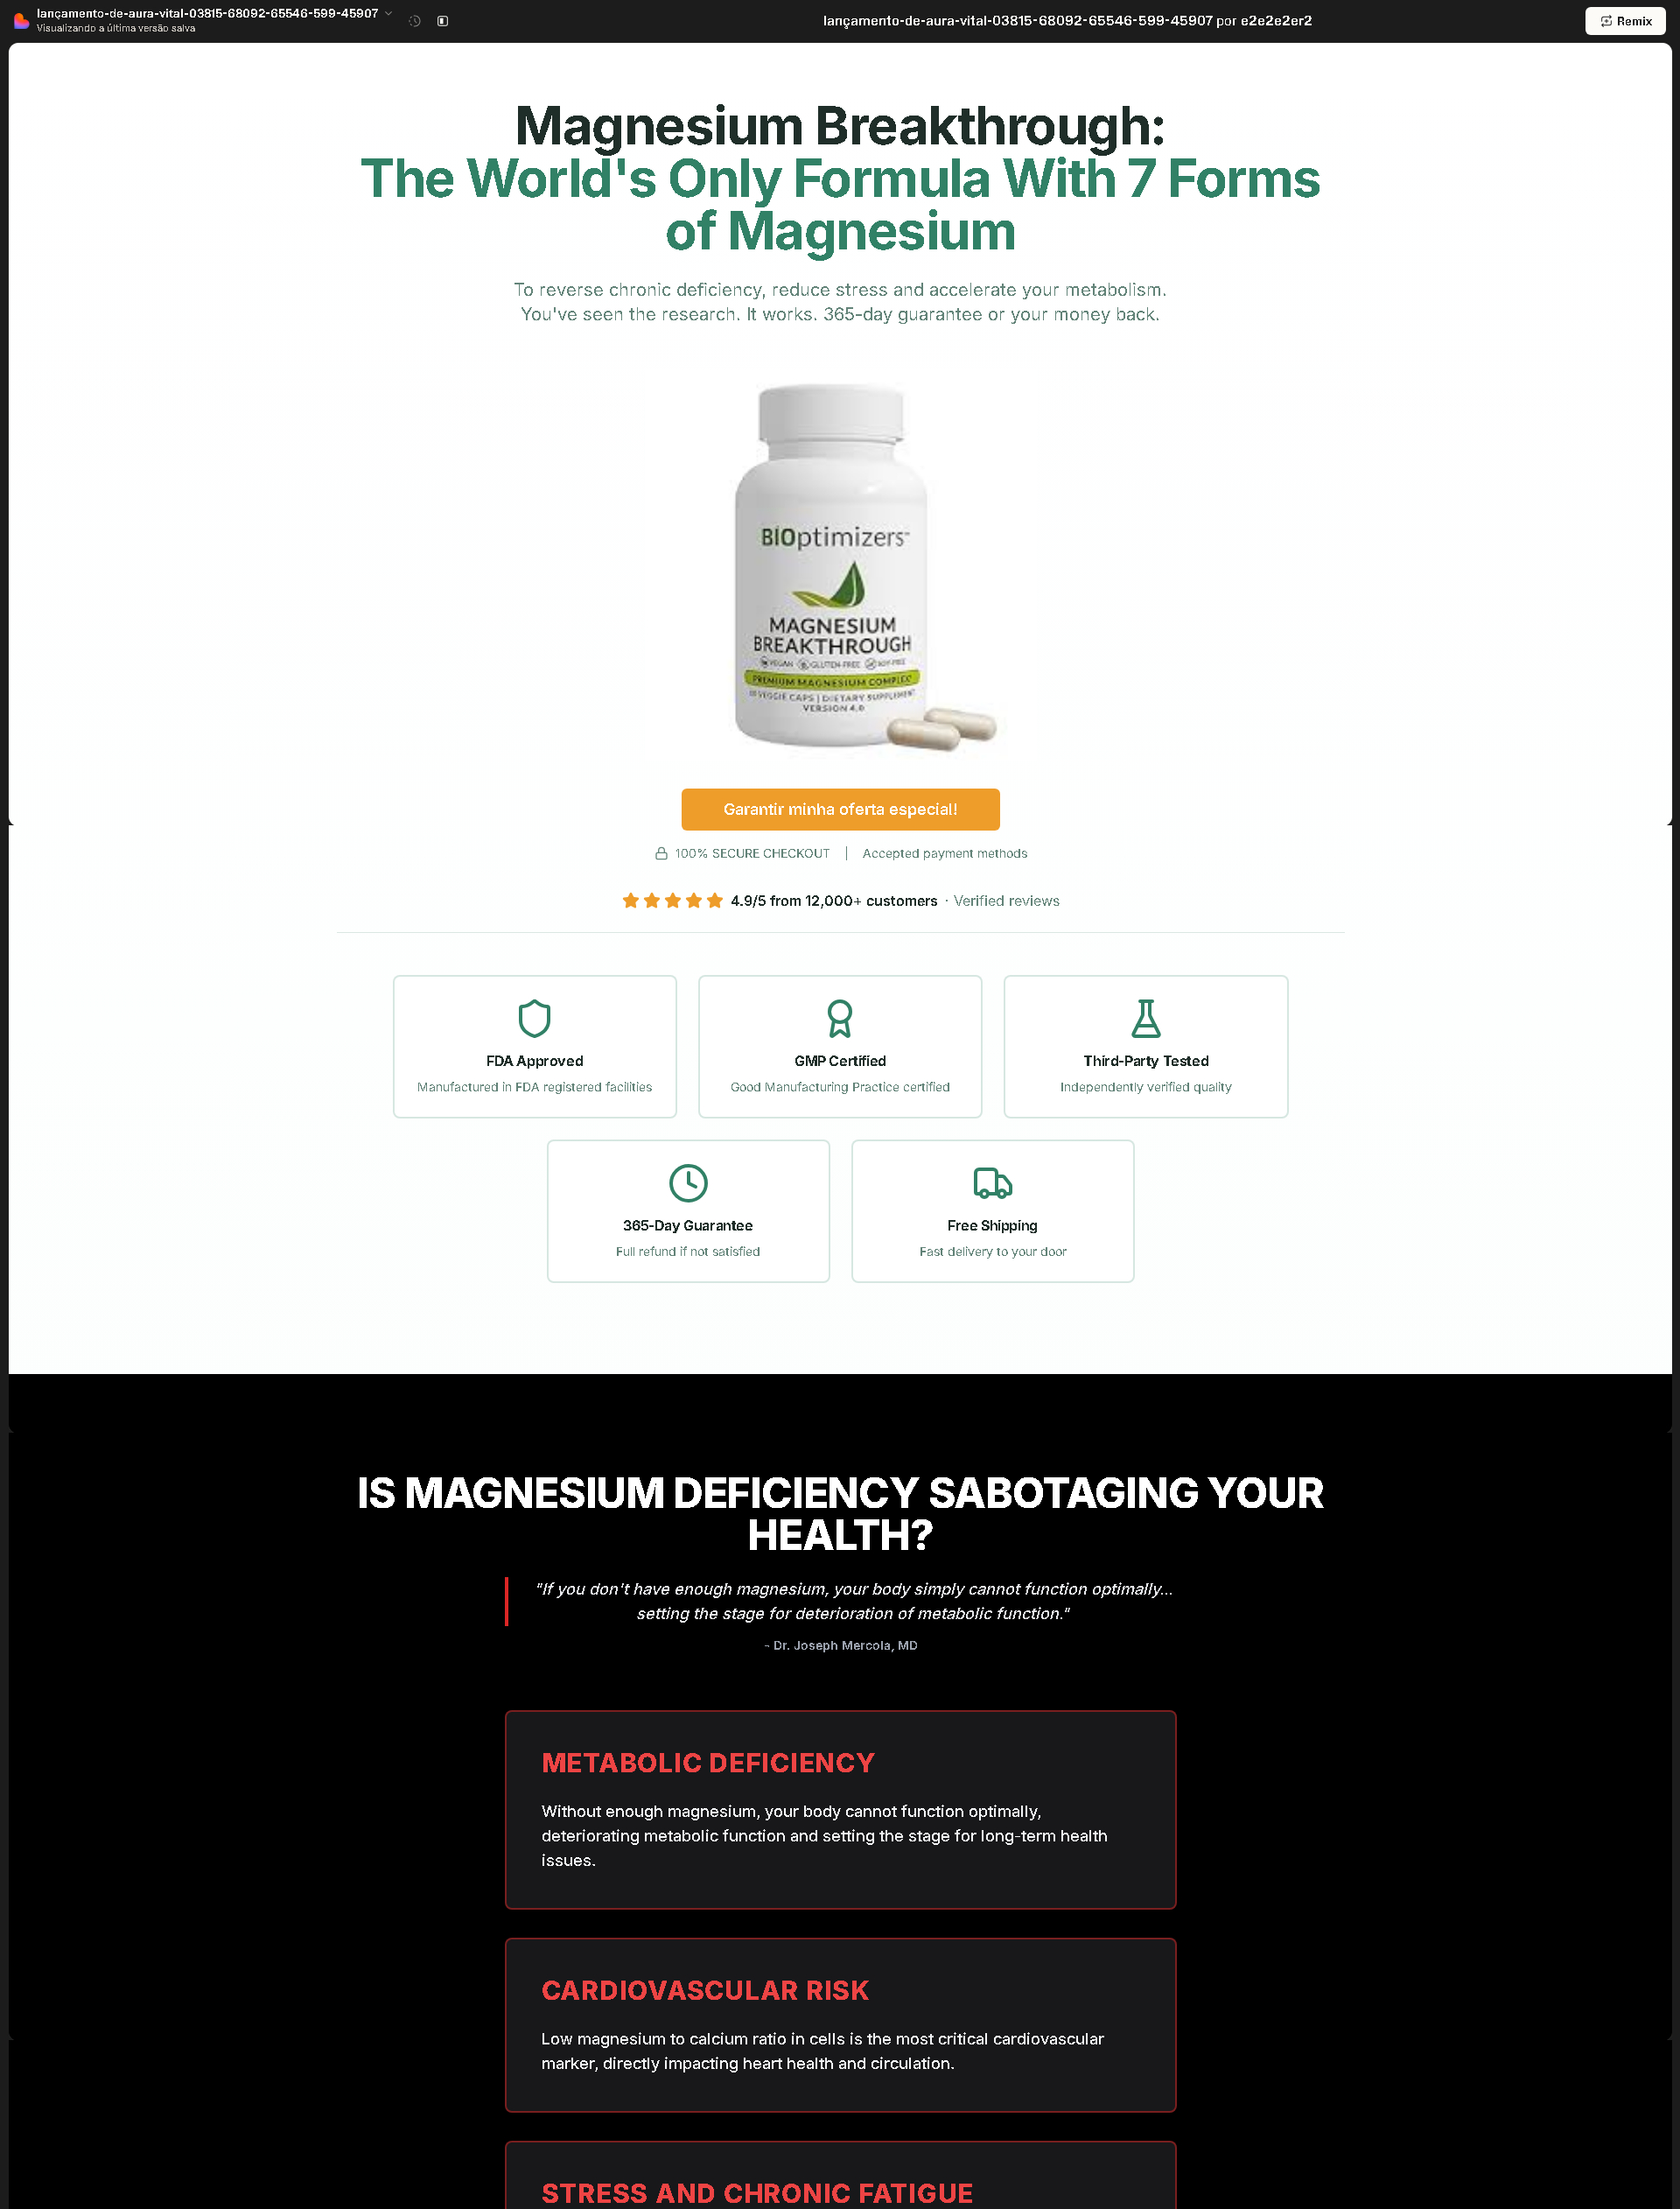 lançamento-de-aura-vital-03815-68092-65546-599-45907
Visualizando a última versão salva
lançamento-de-aura-vital-03815-68092-65546-599-45907 por e2e2e2er2
Remix
Magnesium Breakthrough:
The World's Only Formula With 7 Forms
of Magnesium
To reverse chronic deficiency, reduce stress and accelerate your metabolism.
You've seen the research. It works. 365-day guarantee or your money back.
BIOptimizers™
MAGNESIUM
BREAKTHROUGH
VEGAN GLUTEN-FREE SOY-FREE
PREMIUM MAGNESIUM COMPLEX
VEGGIE CAPS | DIETARY SUPPLEMENT
VERSION 4.0
Garantir minha oferta especial!
100% SECURE CHECKOUT | Accepted payment methods
4.9/5 from 12,000+ customers · Verified reviews
FDA Approved
Manufactured in FDA registered facilities
GMP Certified
Good Manufacturing Practice certified
Third-Party Tested
Independently verified quality
365-Day Guarantee
Full refund if not satisfied
Free Shipping
Fast delivery to your door
IS MAGNESIUM DEFICIENCY SABOTAGING YOUR
HEALTH?
"If you don't have enough magnesium, your body simply cannot function optimally...
setting the stage for deterioration of metabolic function."
- Dr. Joseph Mercola, MD
METABOLIC DEFICIENCY
Without enough magnesium, your body cannot function optimally,
deteriorating metabolic function and setting the stage for long-term health
issues.
CARDIOVASCULAR RISK
Low magnesium to calcium ratio in cells is the most critical cardiovascular
marker, directly impacting heart health and circulation.
STRESS AND CHRONIC FATIGUE